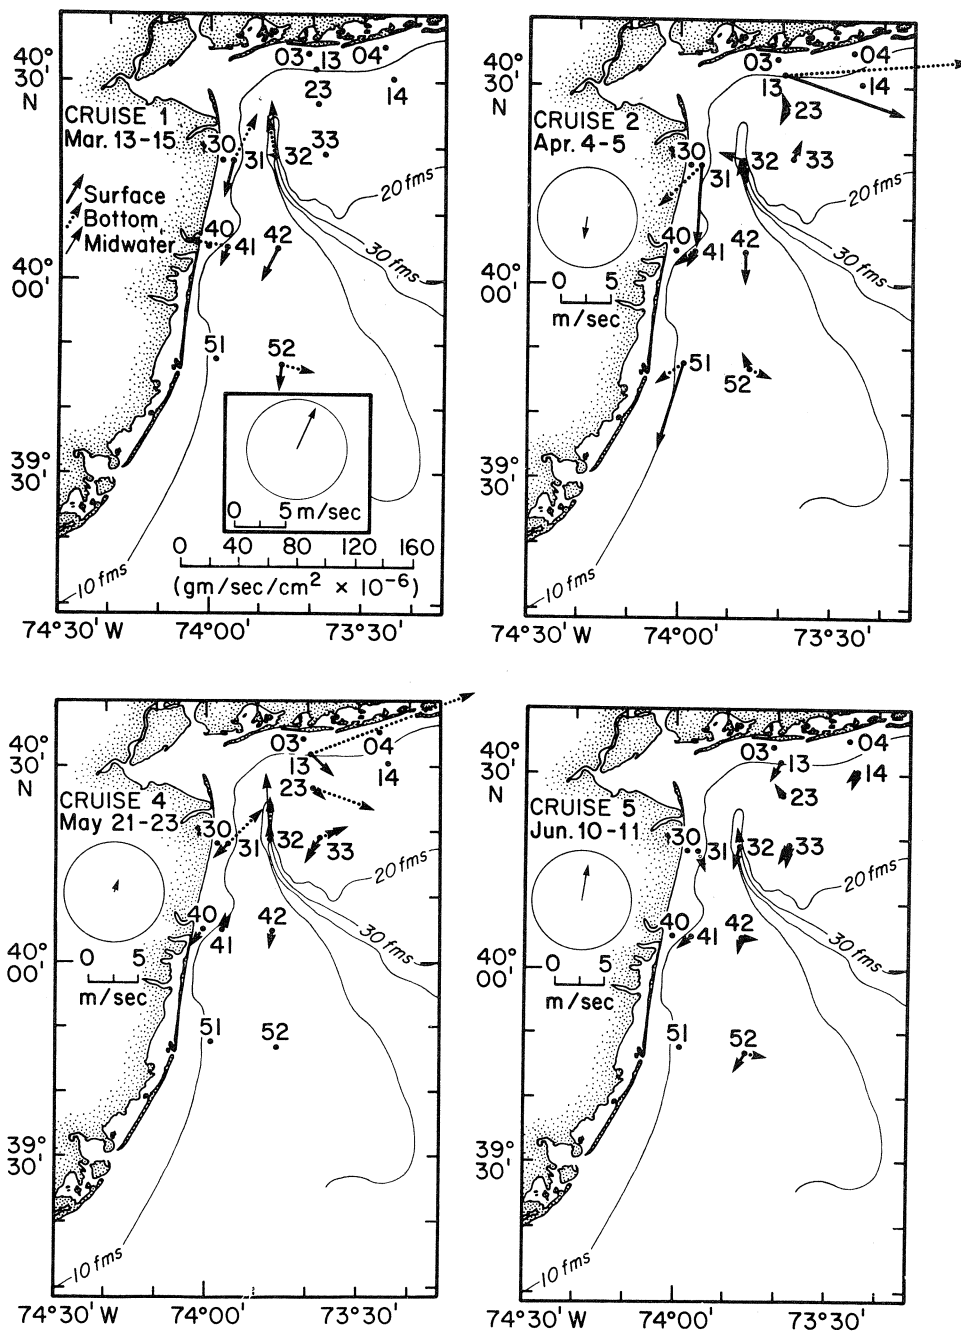 40°
30'
N
03 13 04
23 14
CRUISE 1
Mar. 13-15
30 31 32 33
Surface
Bottom
Midwater
20 fms
40 41 42
30 fms
40°
00'
51 52
39°
30'
0 5 m/sec
0 40 80 120 160
(gm/sec/cm² × 10⁻⁶)
10 fms
74°30' W 74°00' 73°30'
40°
30'
N
03 04
13 14
23
CRUISE 2
Apr. 4-5
30 31 32 33
20 fms
40 41 42
30 fms
40°
00'
0 5
m/sec
51 52
39°
30'
10 fms
74°30' W 74°00' 73°30'
40°
30'
N
03 04
13 14
23
CRUISE 4
May 21-23
30 31 32 33
20 fms
40 41 42
30 fms
40°
00'
0 5
m/sec
51 52
39°
30'
10 fms
74°30' W 74°00' 73°30'
40°
30'
N
03 04
13 14
23
CRUISE 5
Jun. 10-11
30 31 32 33
20 fms
40 41 42
30 fms
40°
00'
0 5
m/sec
51 52
39°
30'
10 fms
74°30' W 74°00' 73°30'